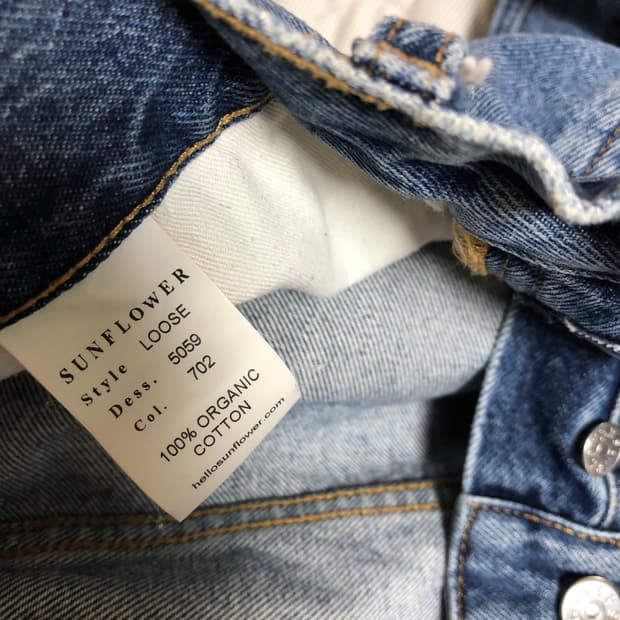 SUNFLOWER
Style LOOSE
Dess. 5059
Col. 702
100% ORGANIC
COTTON
hellosunflower.com